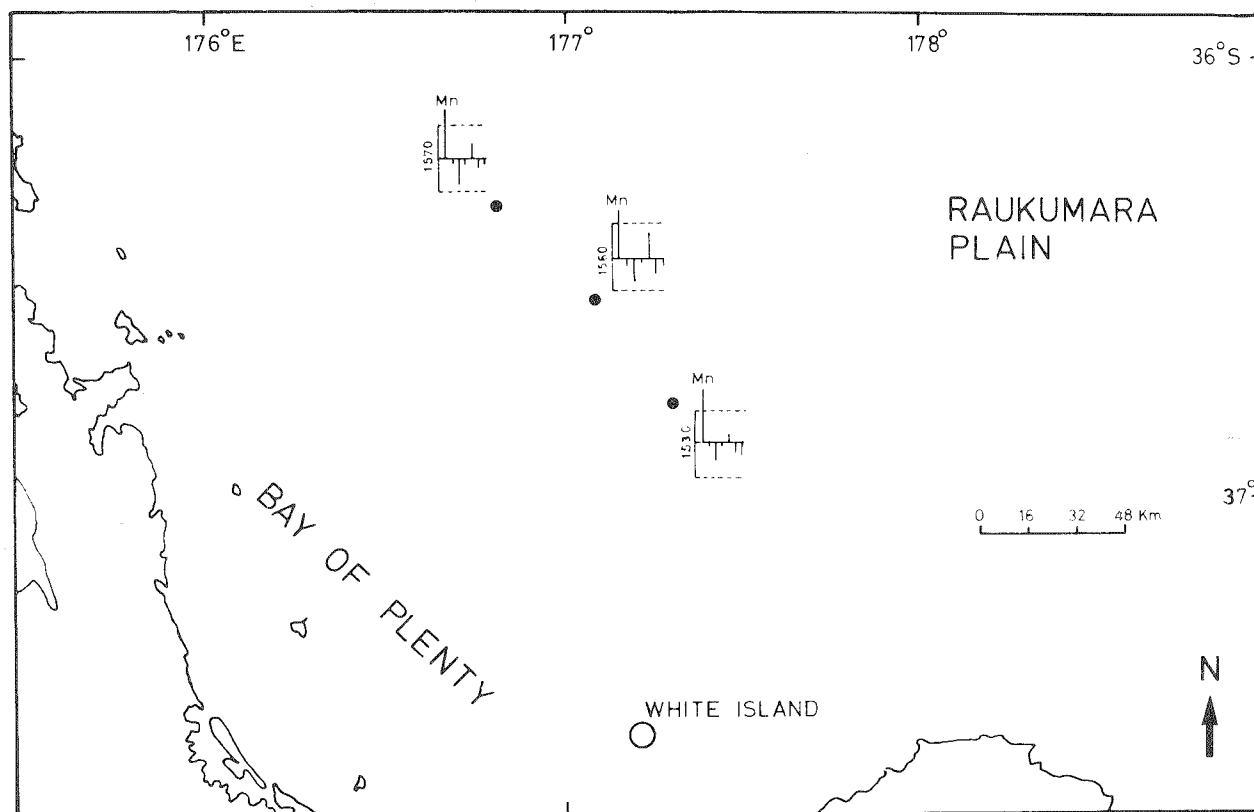 176°E
177°
178°
36°S
Mn
1570
Mn
1560
RAUKUMARA
PLAIN
Mn
1530
37°
0 16 32 48 Km
BAY OF PLENTY
N
WHITE ISLAND